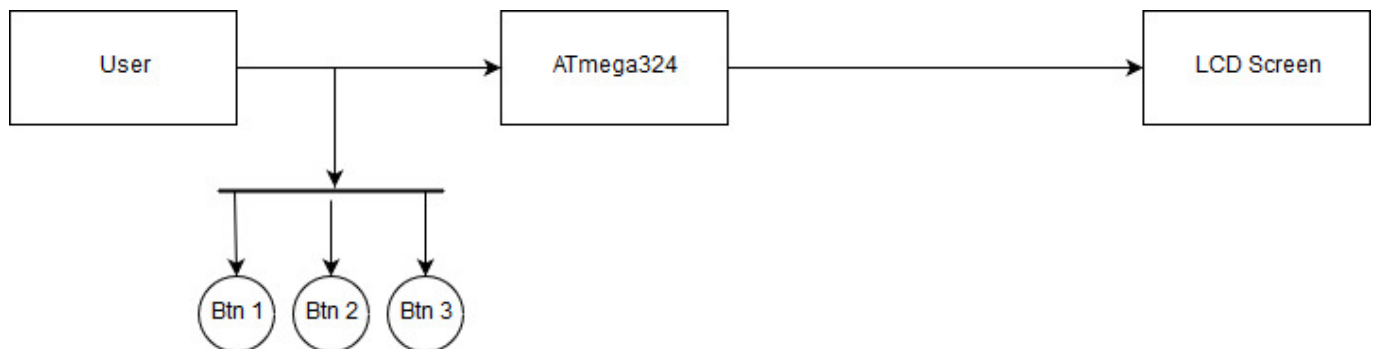 User
ATmega324
LCD Screen
Btn 1
Btn 2
Btn 3